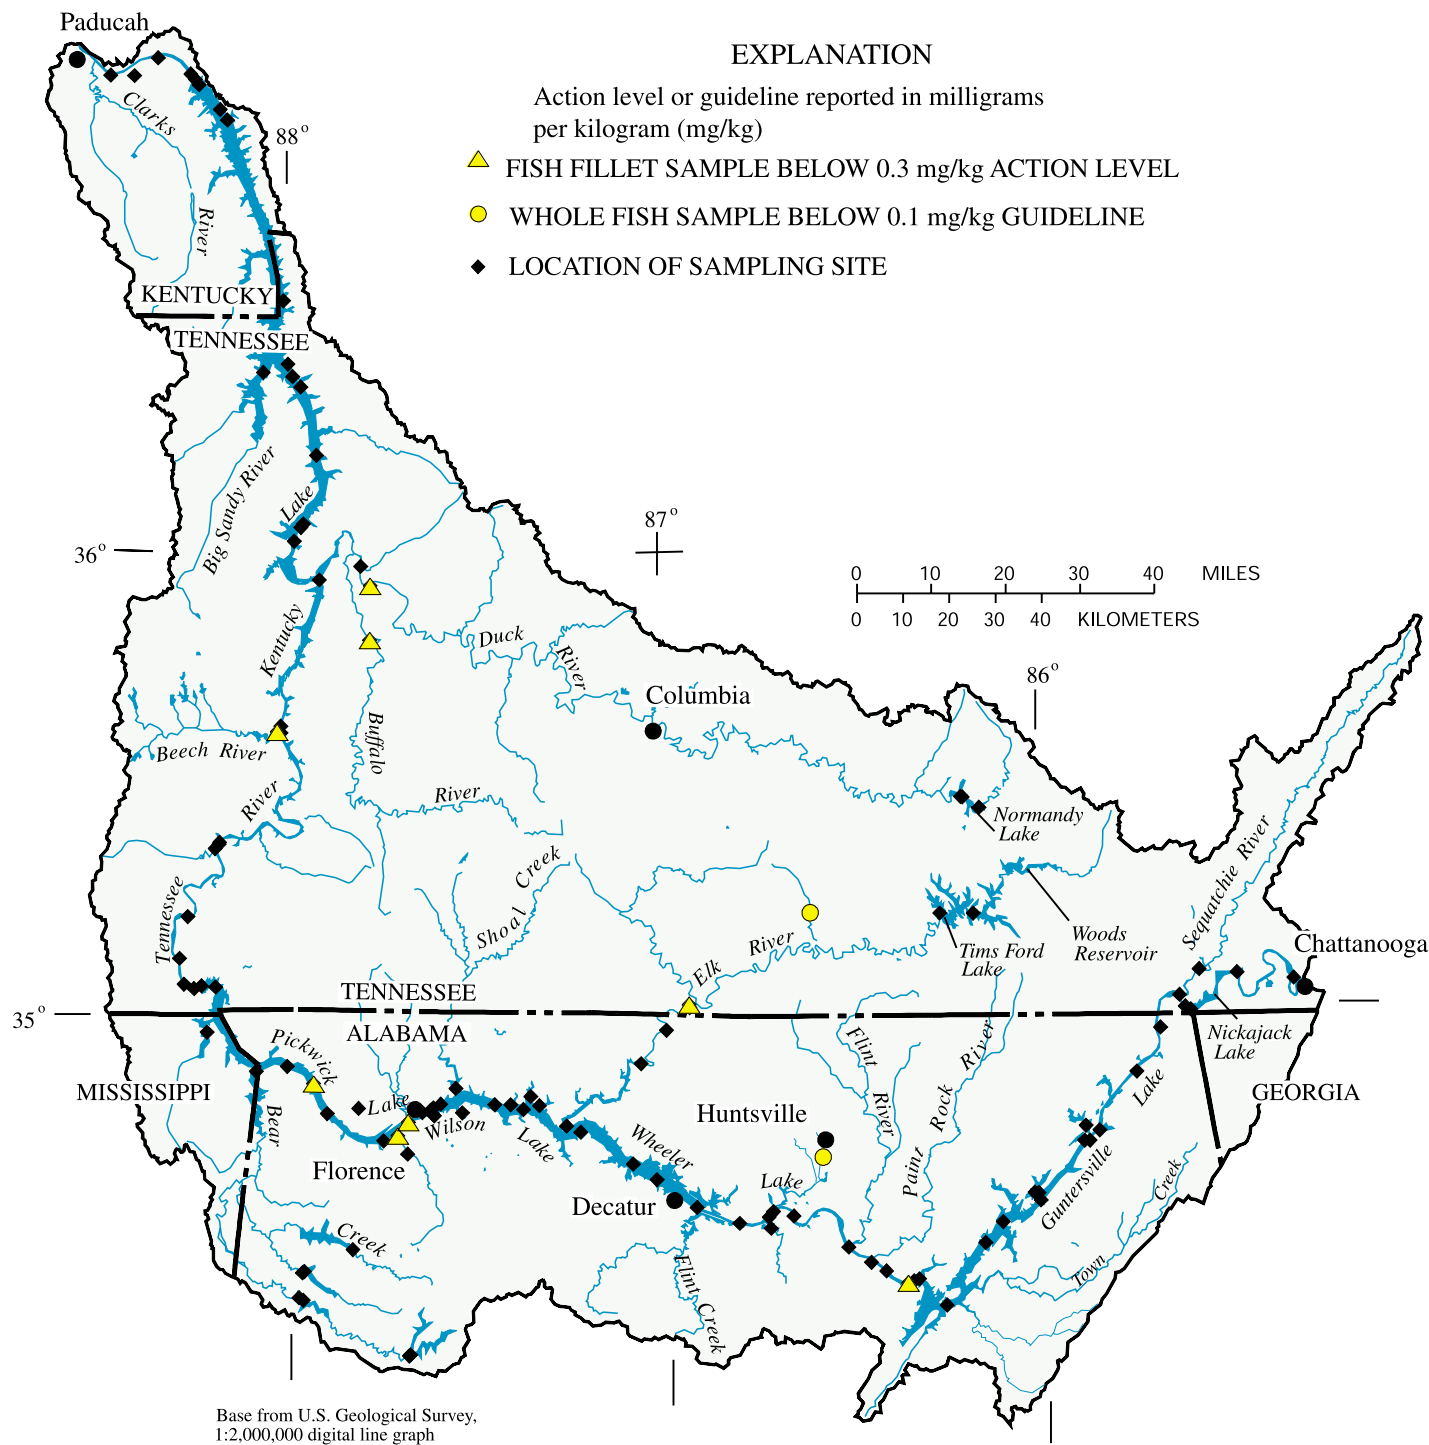 Paducah
EXPLANATION
Action level or guideline reported in milligrams
per kilogram (mg/kg)
FISH FILLET SAMPLE BELOW 0.3 mg/kg ACTION LEVEL
WHOLE FISH SAMPLE BELOW 0.1 mg/kg GUIDELINE
LOCATION OF SAMPLING SITE
Clarks
River
88°
KENTUCKY
TENNESSEE
Big Sandy River
Lake
Kentucky
36°
87°
0 10 20 30 40 MILES
0 10 20 30 40 KILOMETERS
Duck
River
Columbia
86°
Buffalo
River
Beech River
River
Tennessee
Normandy
Lake
Shoal Creek
Elk
River
Tims Ford
Lake
Woods
Reservoir
Sequatchie River
Chattanooga
Nickajack
Lake
35°
TENNESSEE
ALABAMA
MISSISSIPPI
GEORGIA
Pickwick
Lake
Wilson
Lake
Wheeler
Lake
Bear
Creek
Florence
Decatur
Huntsville
Flint
River
Paint Rock River
Lake
Guntersville
Town
Creek
Flint Creek
Base from U.S. Geological Survey,
1:2,000,000 digital line graph